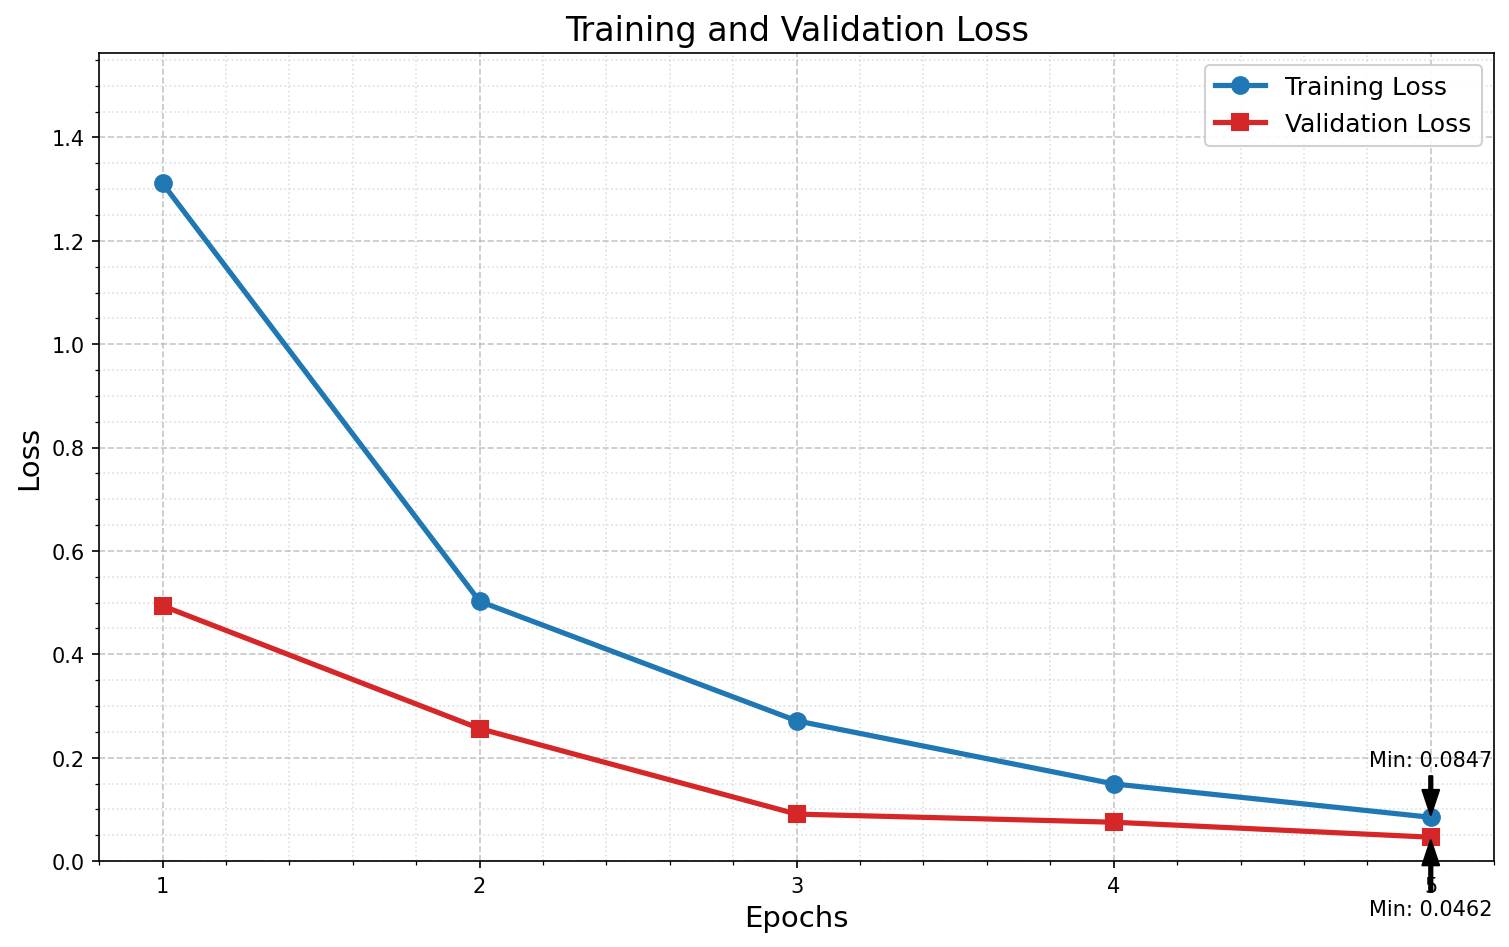 Training and Validation Loss
Training Loss
Validation Loss
1.4
1.2
1.0
0.8
0.6
0.4
0.2
0.0
Loss
Min: 0.0847
1 2 3 4 5
Min: 0.0462
Epochs